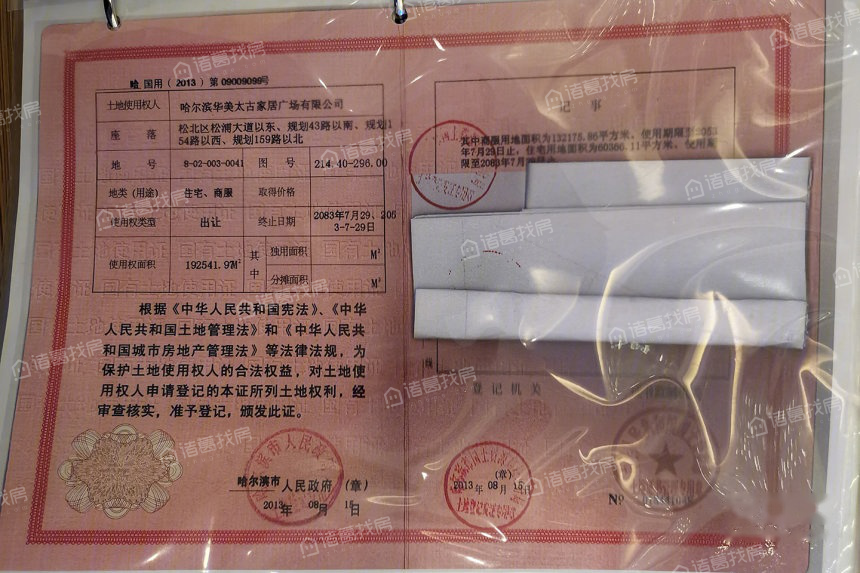 哈 国用（2013）第 09009099号
土地使用权人 哈尔滨华美太古家居广场有限公司
座 落 松北区松浦大道以东、规划43路以南、规划1
54路以西、规划159路以北
地 号 8-02-003-0041 图 号 214.40-296.00
地类（用途） 住宅、商服 取得价格
使用权类型 出让 终止日期 2083年7月29、205
3-7-29日
使用权面积 192541.97M² 其中 独用面积 M²
分摊面积 M²
根据《中华人民共和国宪法》、《中华
人民共和国土地管理法》和《中华人民共
和国城市房地产管理法》等法律法规，为
保护土地使用权人的合法权益，对土地使
用权人申请登记的本证所列土地权利，经
审查核实，准予登记，颁发此证。
哈尔滨市 人民政府 （章）
2013年 08月 15日
记 事
其中商服用地面积为132175.86平方米，使用期限至2053
年7月29日止，住宅用地面积为60366.11平方米，使用期
限至2083年7月
登 记 机 关
（章）
2013年 08月 15日
土地登记发证专用章
N⁰
诸葛找房